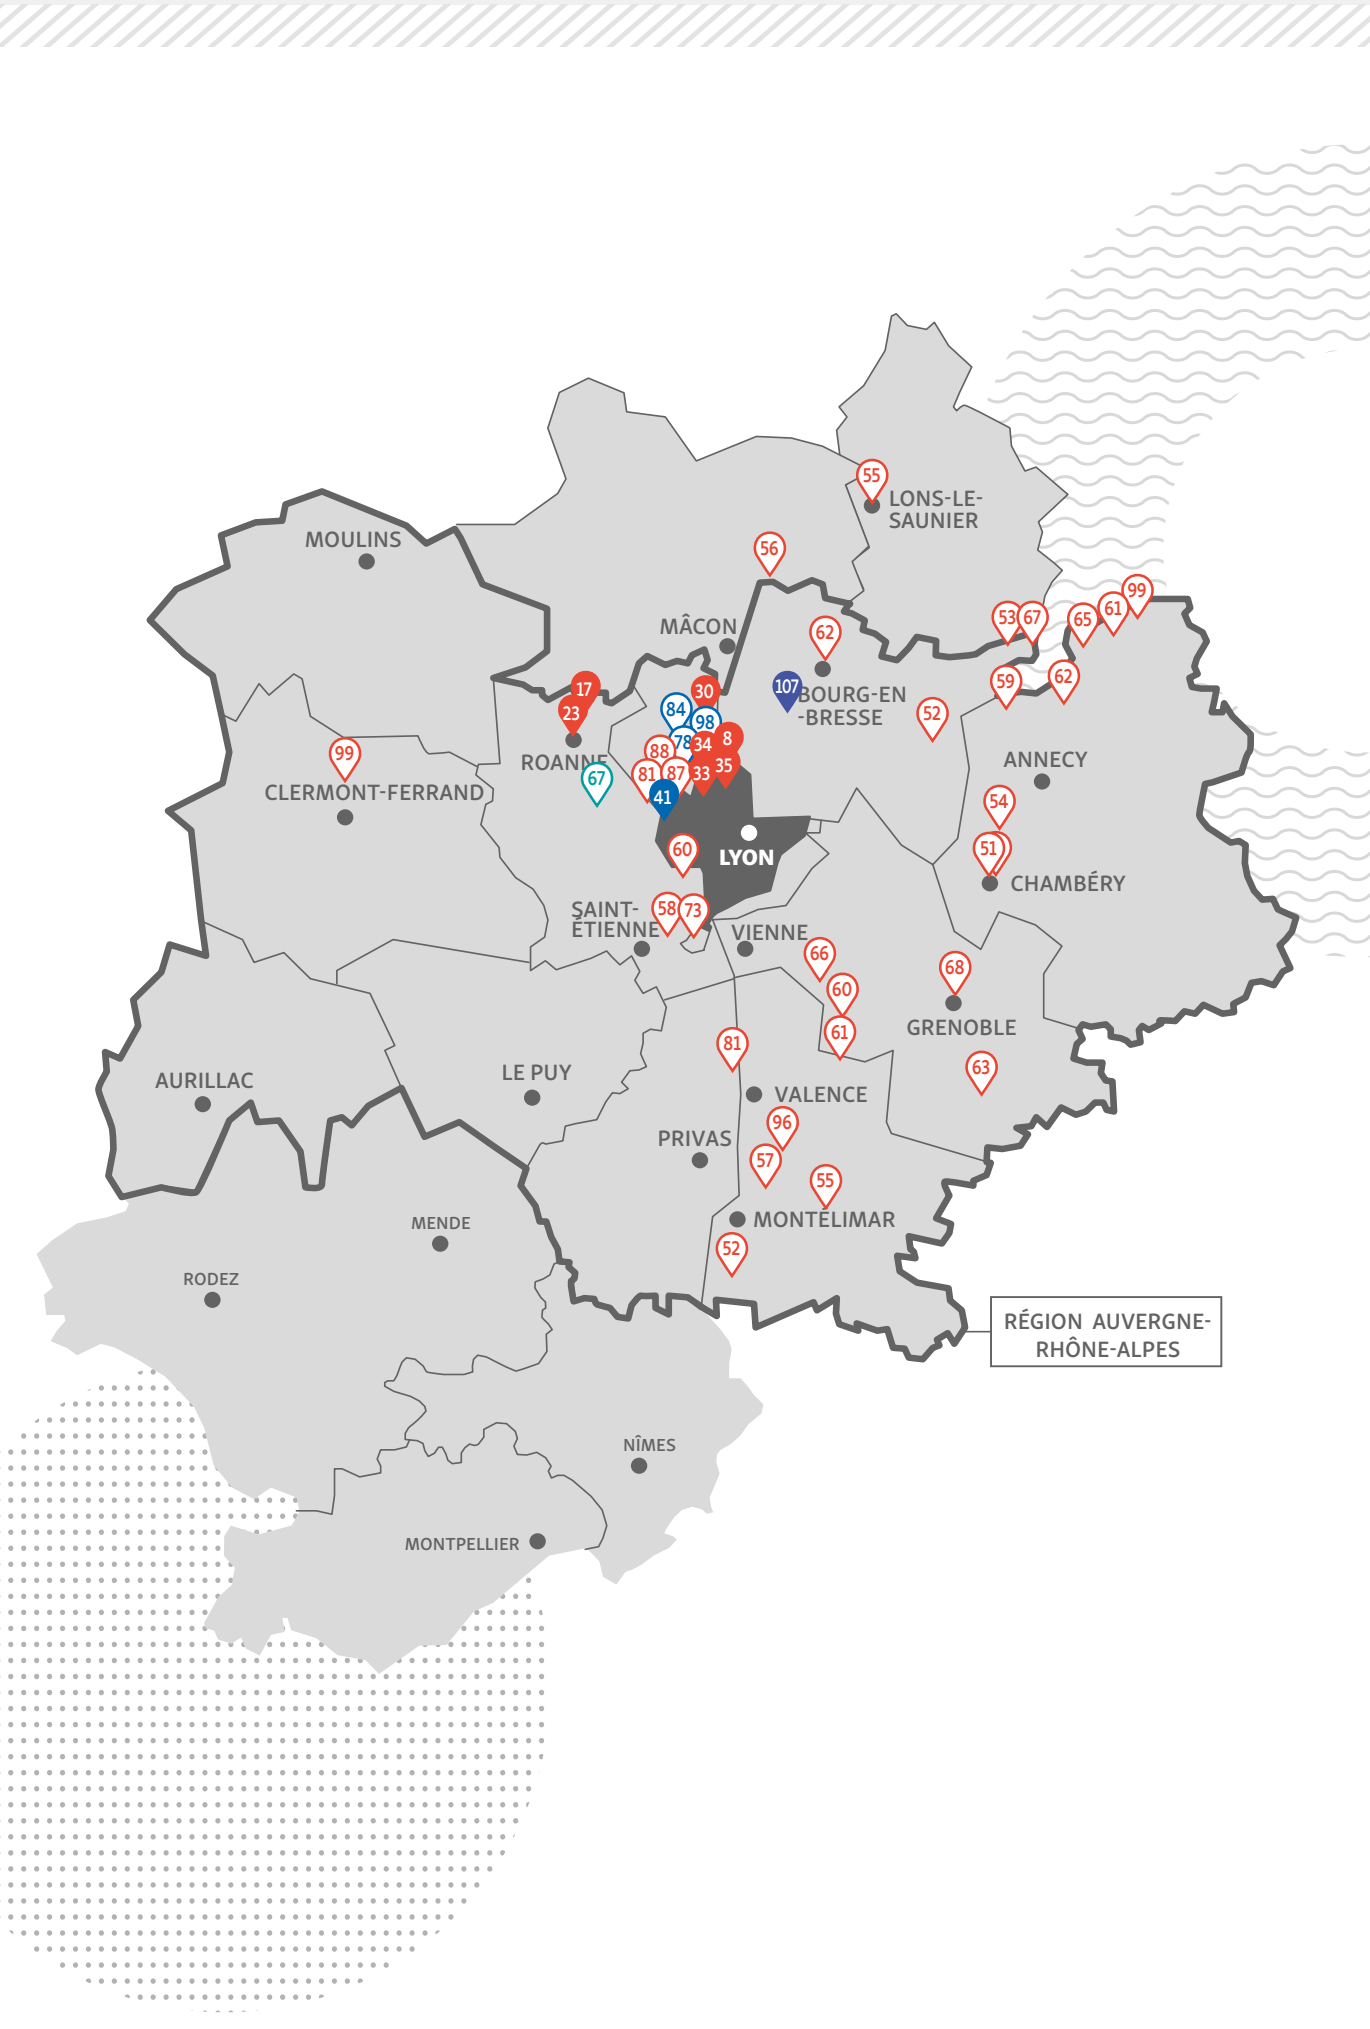 55
LONS-LE-
SAUNIER
MOULINS
56
99
53
67
65
61
MÂCON
62
17
30
107
BOURG-EN
-BRESSE
59
62
23
84
98
52
ROANNE
88
78
34
8
99
CLERMONT-FERRAND
67
81
87
33
35
41
ANNECY
54
60
LYON
51
CHAMBÉRY
SAINT-
ÉTIENNE
58
73
VIENNE
66
68
60
GRENOBLE
61
81
63
AURILLAC
LE PUY
VALENCE
96
PRIVAS
57
55
MENDE
MONTÉLIMAR
52
RODEZ
RÉGION AUVERGNE-
RHÔNE-ALPES
NÎMES
MONTPELLIER